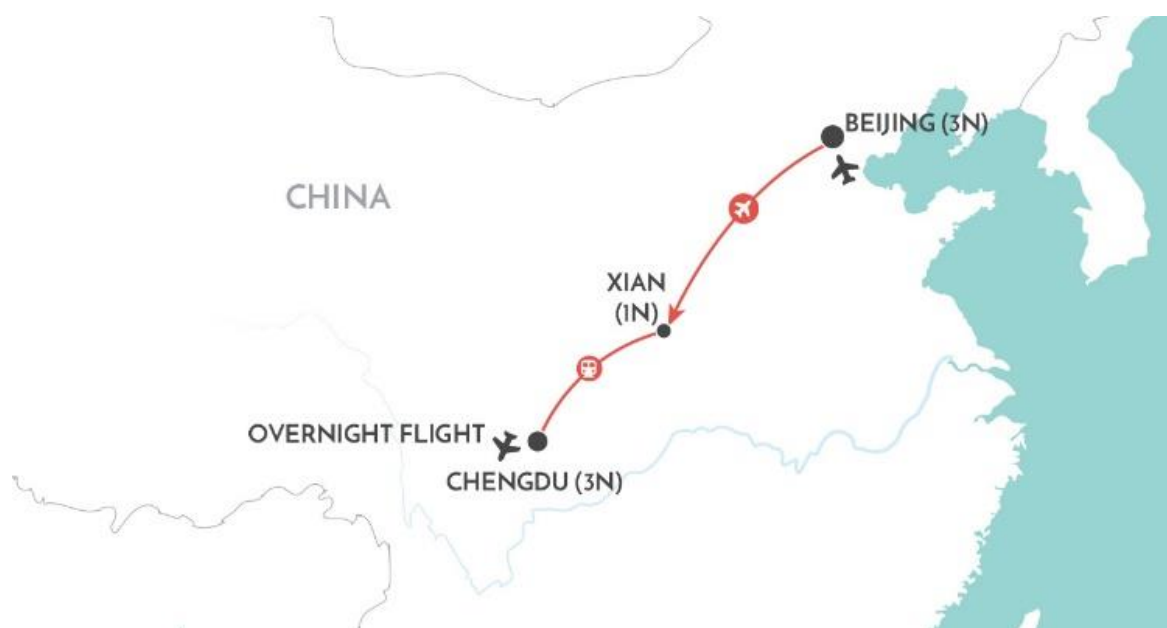 BEIJING (3N)
CHINA
XIAN
(1N)
OVERNIGHT FLIGHT
CHENGDU (3N)